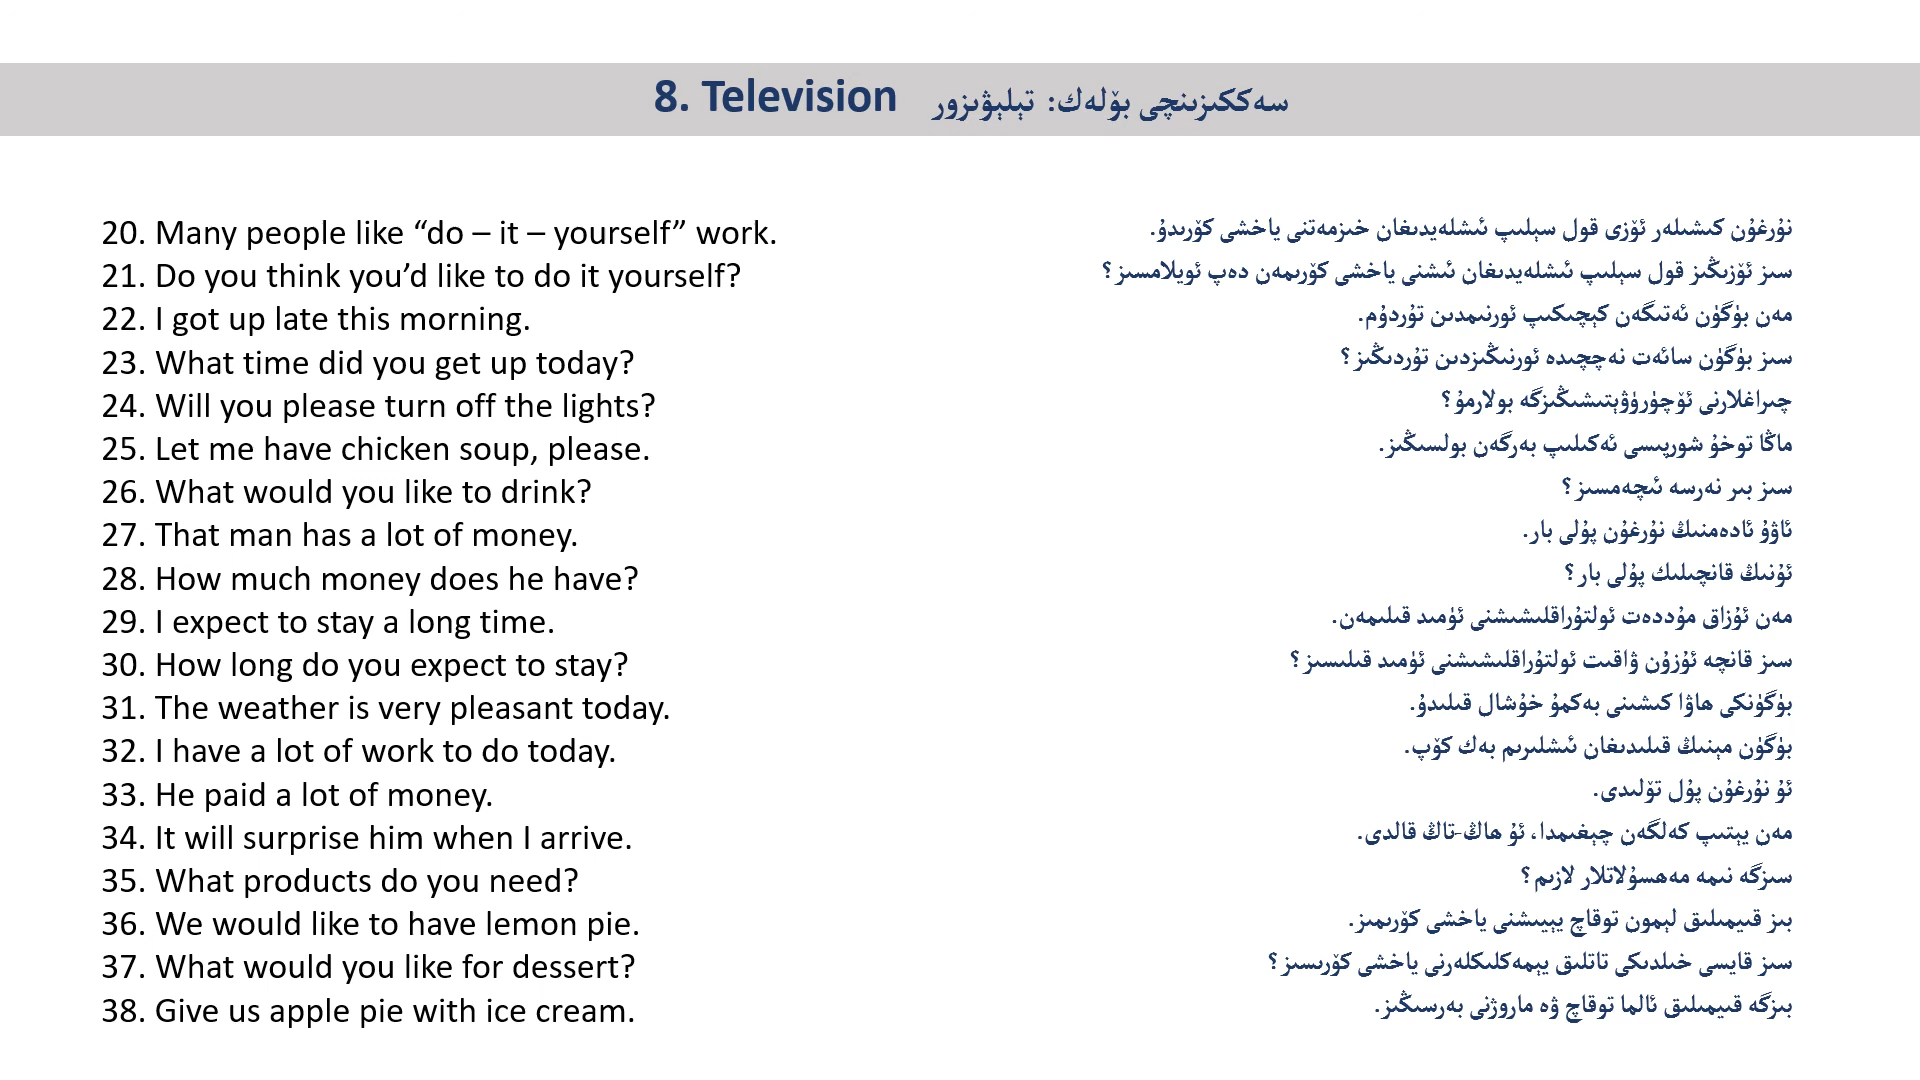 8. Television سەككىزىنچى بۆلەك: تېلېۋىزور
20. Many people like “do – it – yourself” work.
21. Do you think you’d like to do it yourself?
22. I got up late this morning.
23. What time did you get up today?
24. Will you please turn off the lights?
25. Let me have chicken soup, please.
26. What would you like to drink?
27. That man has a lot of money.
28. How much money does he have?
29. I expect to stay a long time.
30. How long do you expect to stay?
31. The weather is very pleasant today.
32. I have a lot of work to do today.
33. He paid a lot of money.
34. It will surprise him when I arrive.
35. What products do you need?
36. We would like to have lemon pie.
37. What would you like for dessert?
38. Give us apple pie with ice cream.
نۇرغۇن كىشىلەر ئۆزى قول سېلىپ ئىشلەيدىغان خىزمەتنى ياخشى كۆرىدۇ.
سىز ئۆزىڭىز قول سېلىپ ئىشلەيدىغان ئىشنى ياخشى كۆرىمەن دەپ ئويلامسىز؟
مەن بۈگۈن ئەتىگەن كېچىكىپ ئورنىمدىن تۇردۇم.
سىز بۈگۈن سائەت نەچچىدە ئورنىڭىزدىن تۇردىڭىز؟
چىراغلارنى ئۆچۈرۈۋېتىشىڭىزگە بولارمۇ؟
ماڭا توخۇ شورپىسى ئەكىلىپ بەرگەن بولسىڭىز.
سىز بىر نەرسە ئىچەمسىز؟
ئاۋۇ ئادەمنىڭ نۇرغۇن پۇلى بار.
ئۇنىڭ قانچىلىك پۇلى بار؟
مەن ئۇزاق مۇددەت ئولتۇراقلىشىشنى ئۈمىد قىلىمەن.
سىز قانچە ئۇزۇن ۋاقىت ئولتۇراقلىشىشنى ئۈمىد قىلىسىز؟
بۈگۈنكى ھاۋا كىشىنى بەكمۇ خۇشال قىلىدۇ.
بۈگۈن مېنىڭ قىلىدىغان ئىشلىرىم بەك كۆپ.
ئۇ نۇرغۇن پۇل تۆلىدى.
مەن يېتىپ كەلگەن چېغىمدا، ئۇ ھاڭ-تاڭ قالدى.
سىزگە نىمە مەھسۇلاتلار لازىم؟
بىز قىيمىلىق لېمون توقاچ يېيىشنى ياخشى كۆرىمىز.
سىز قايسى خىلدىكى تاتلىق يېمەكلىكلەرنى ياخشى كۆرىسىز؟
بىزگە قىيمىلىق ئالما توقاچ ۋە ماروژنى بەرسىڭىز.